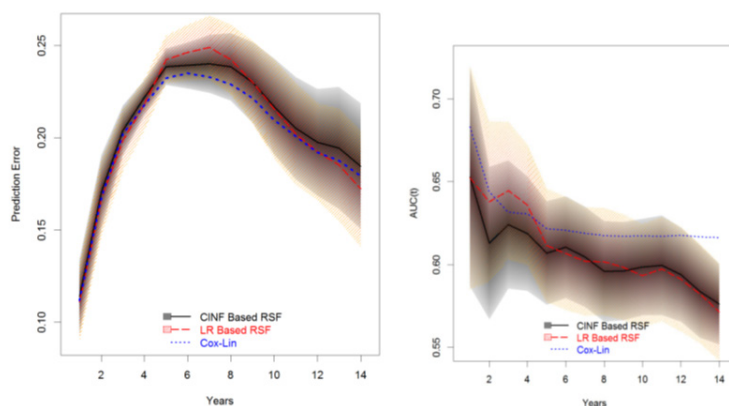 0.25
0.20
0.15
0.10
Prediction Error
CINF Based RSF
LR Based RSF
Cox-Lin
2 4 6 8 10 12 14
Years
0.70
0.65
0.60
0.55
AUC(t)
CINF Based RSF
LR Based RSF
Cox-Lin
2 4 6 8 10 12 14
Years